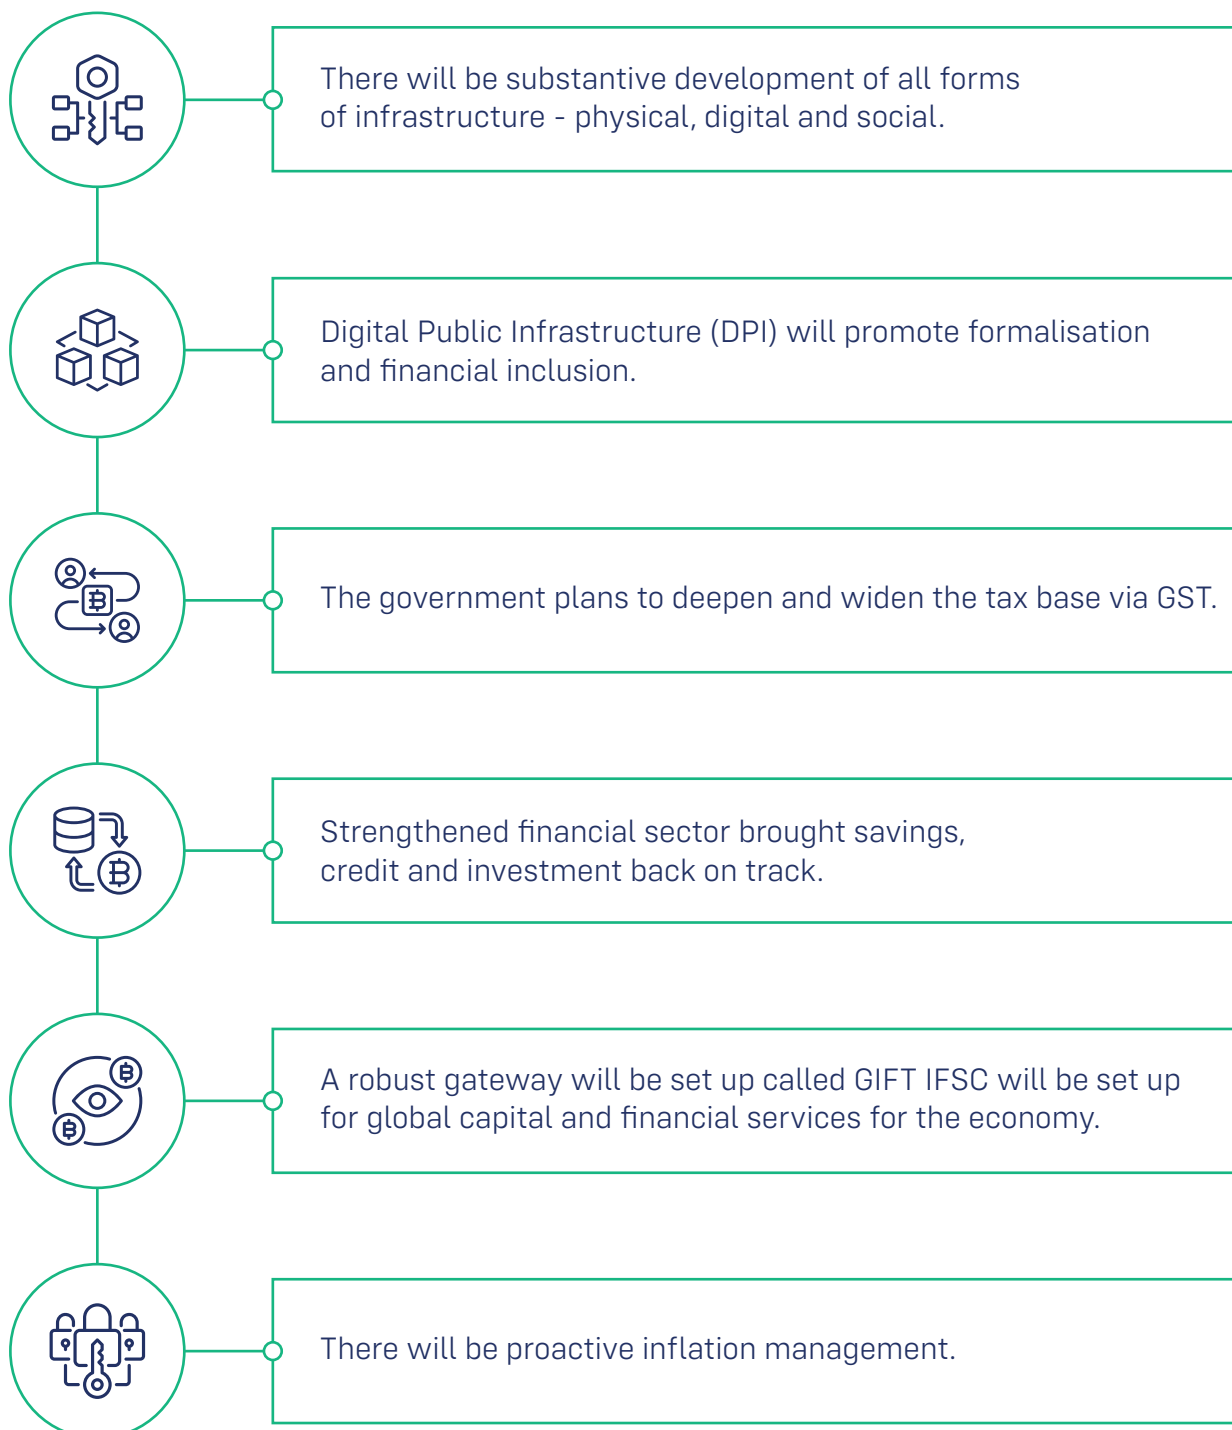 There will be substantive development of all forms
of infrastructure - physical, digital and social.
Digital Public Infrastructure (DPI) will promote formalisation
and financial inclusion.
The government plans to deepen and widen the tax base via GST.
Strengthened financial sector brought savings,
credit and investment back on track.
A robust gateway will be set up called GIFT IFSC will be set up
for global capital and financial services for the economy.
There will be proactive inflation management.